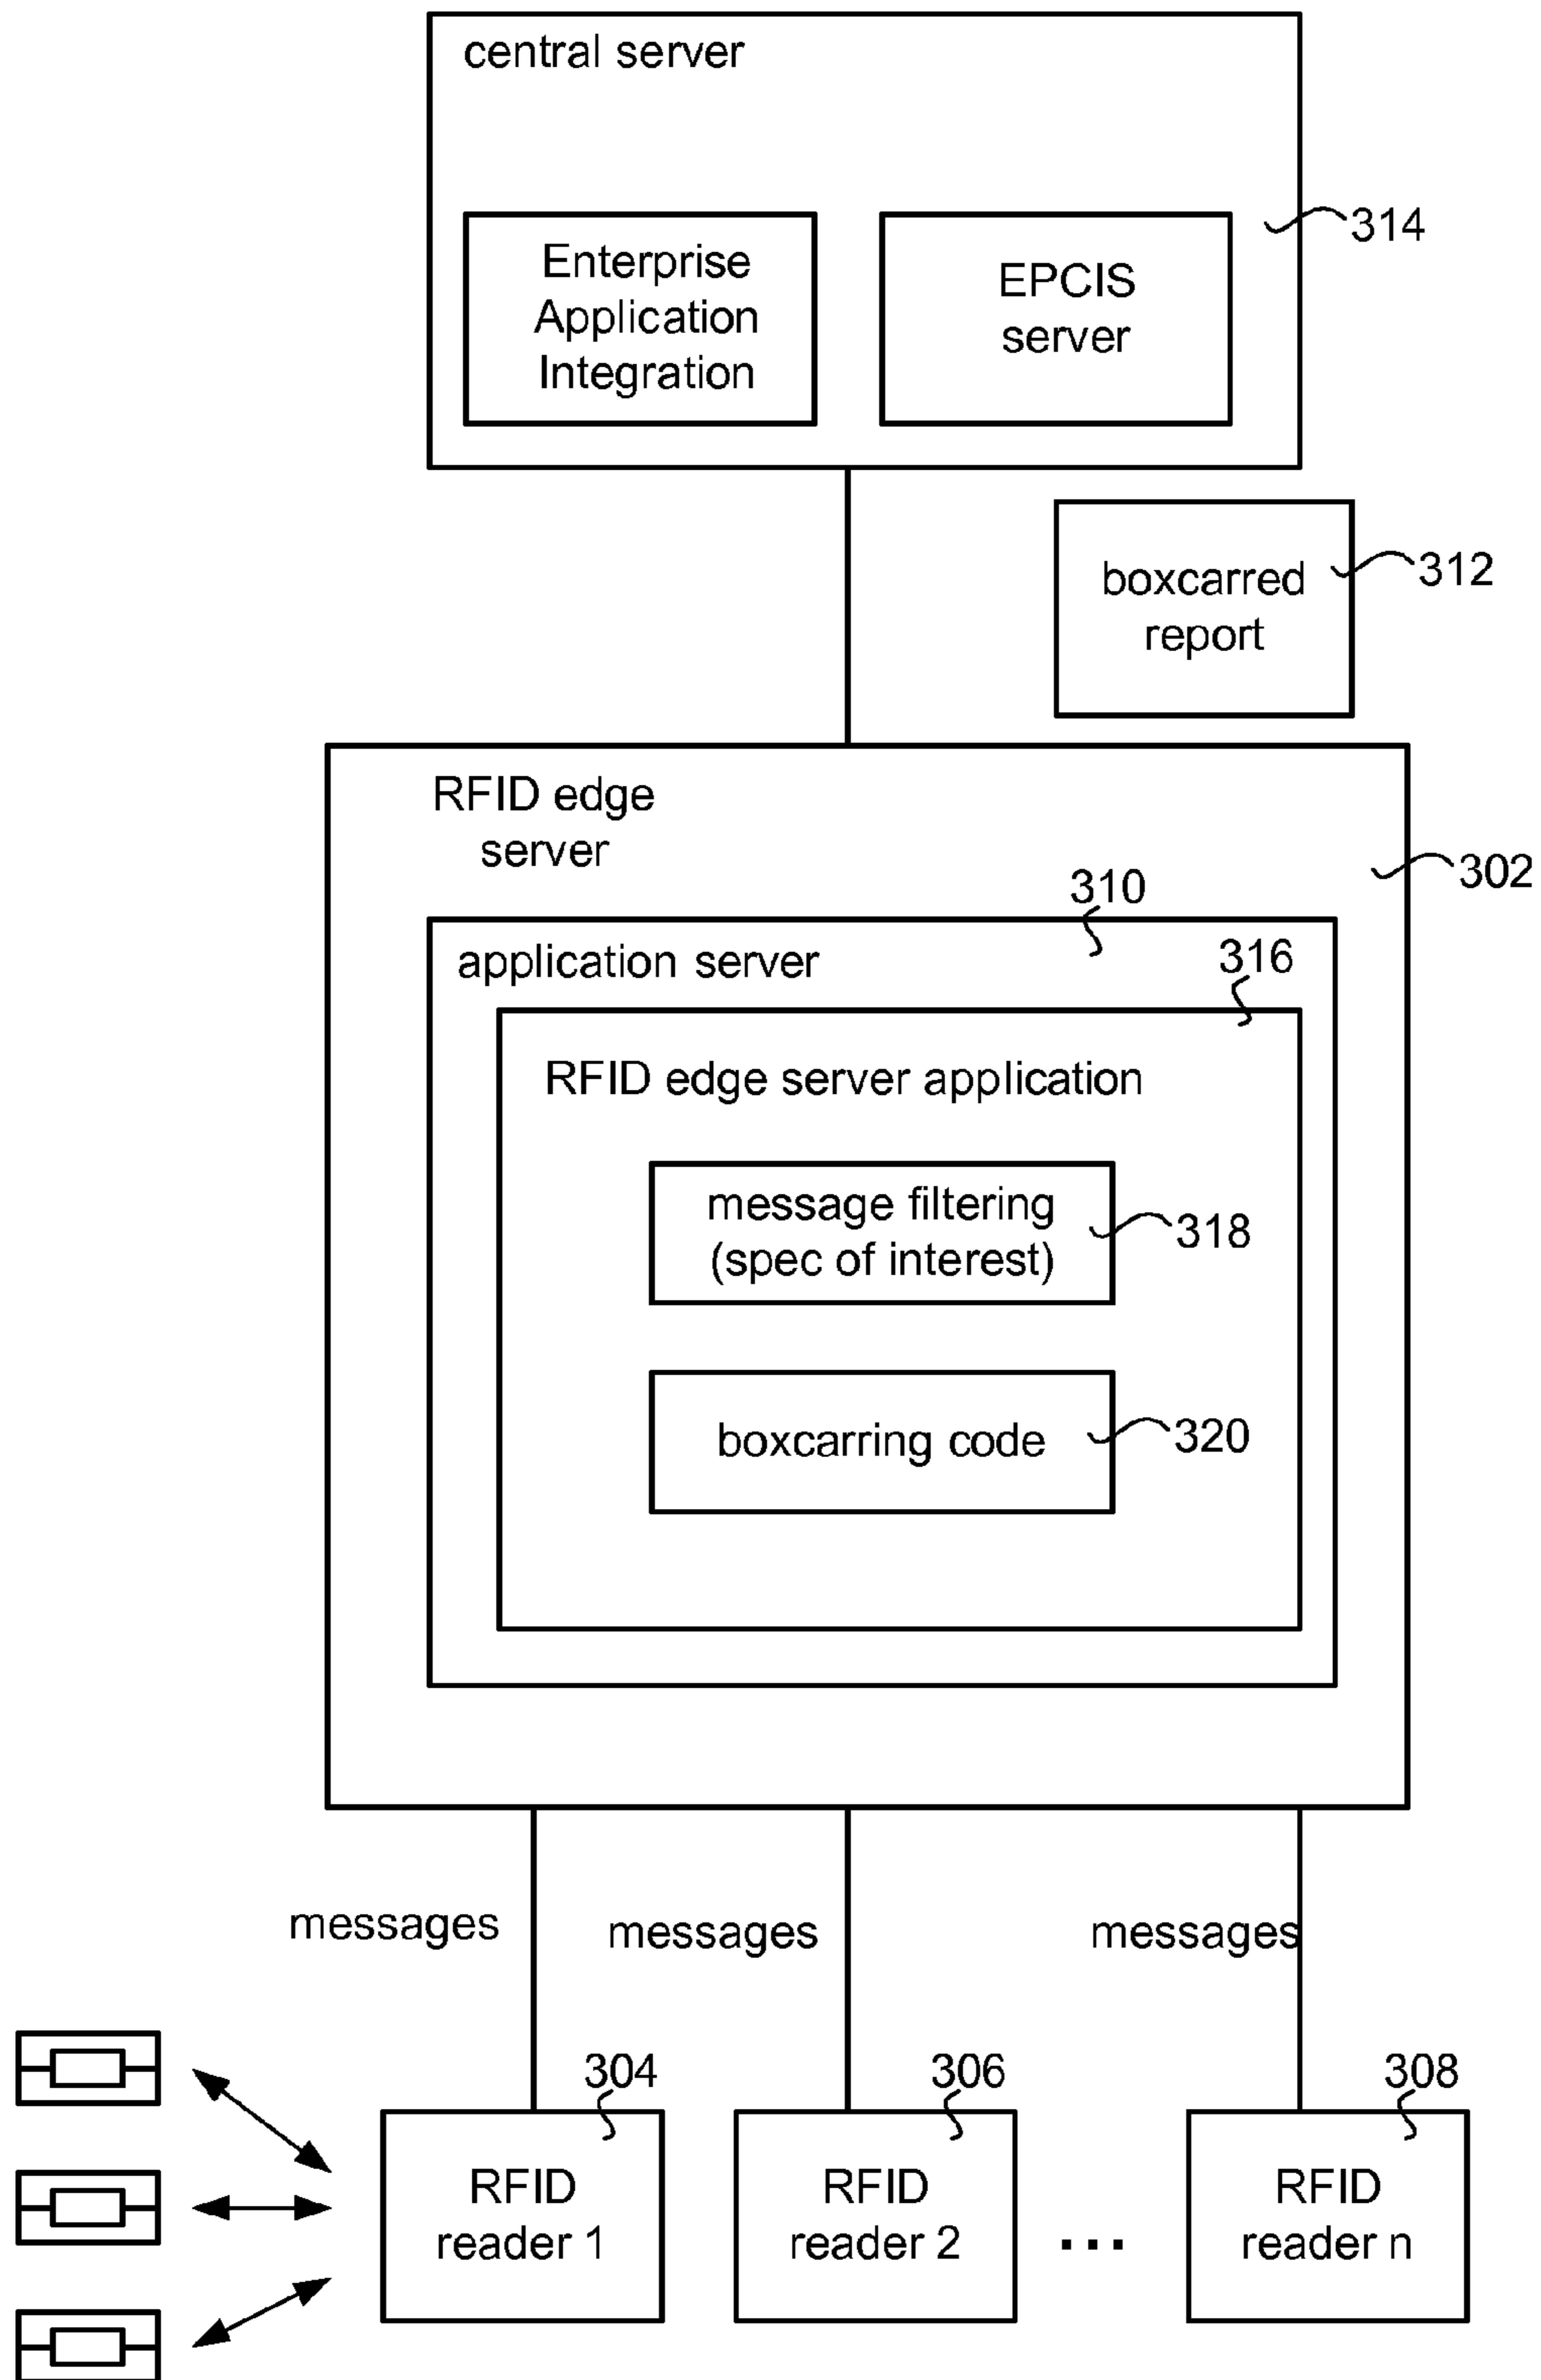 central server
Enterprise
Application
Integration
EPCIS
server
314
boxcarred
report
312
RFID edge
server
302
310
application server
316
RFID edge server application
message filtering
(spec of interest)
318
boxcarring code
320
messages
messages
messages
304
306
308
RFID
reader 1
RFID
reader 2
...
RFID
reader n